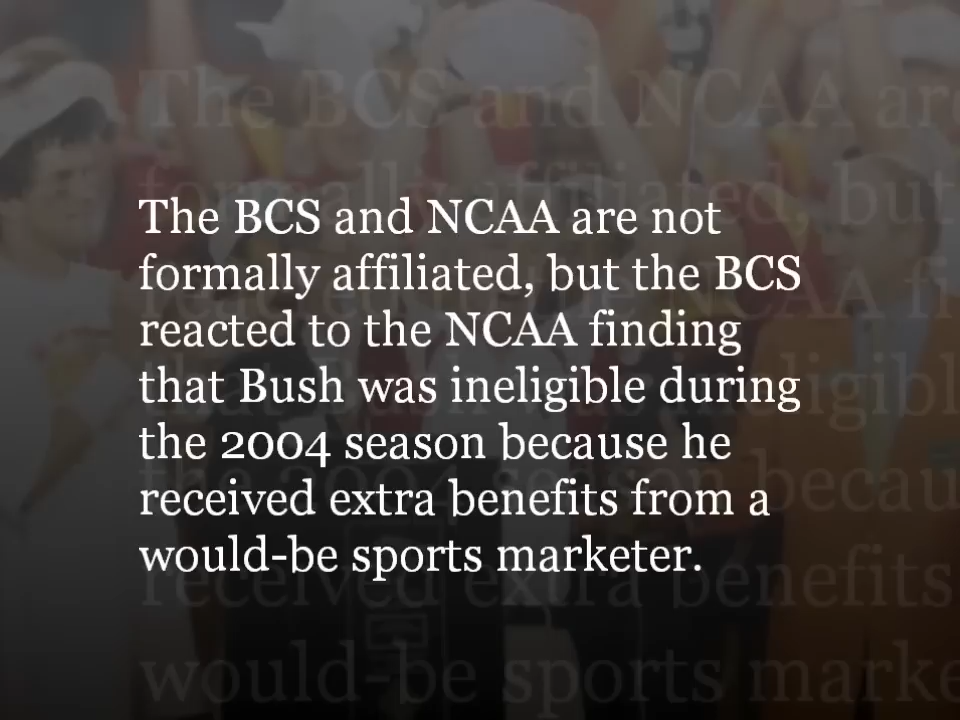 The BCS and NCAA are not
formally affiliated, but the BCS
reacted to the NCAA finding
that Bush was ineligible during
the 2004 season because he
received extra benefits from a
would-be sports marketer.